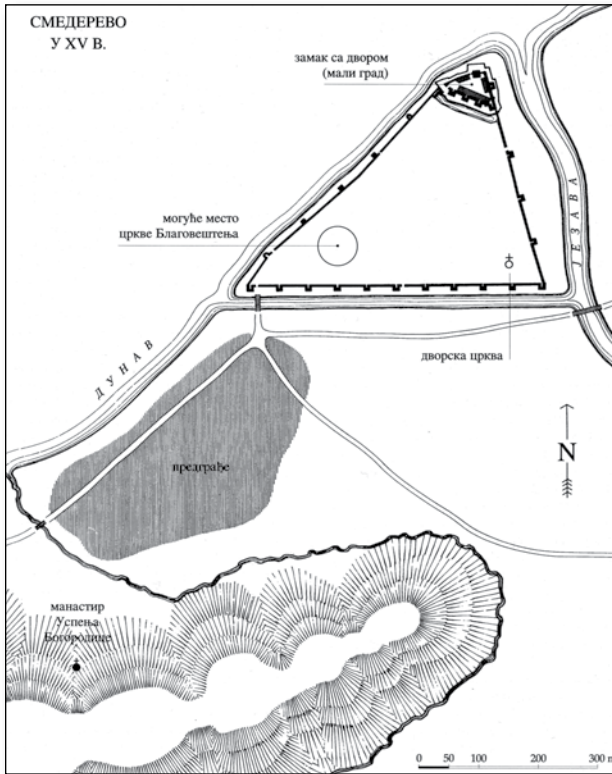 СМЕДЕРЕВО
У XV В.
замак са двором
(мали град)
могуће место
цркве Благовештења
ЈЕЗАВА
дворска црква
ДУНАВ
предграђе
N
манастир
Успења
Богородице
0 50 100 200 300 m